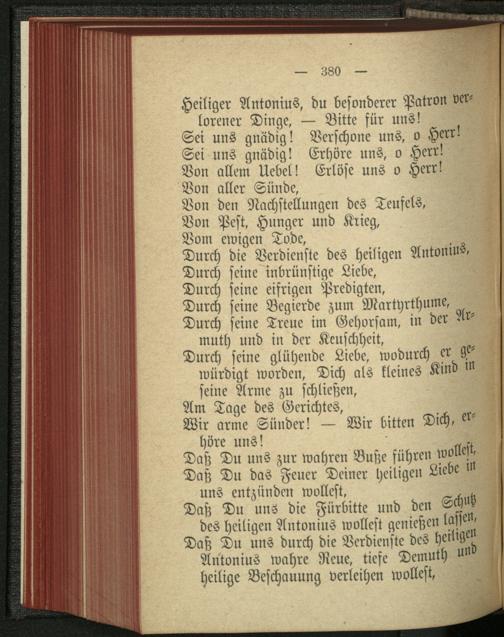 — 380 —
Heiliger Antonius, du besonderer Patron ver-
lorener Dinge, — Bitte für uns!
Sei uns gnädig! Verschone uns, o Herr!
Sei uns gnädig! Erhöre uns, o Herr!
Von allem Uebel! Erlöse uns o Herr!
Von aller Sünde,
Von den Nachstellungen des Teufels,
Von Pest, Hunger und Krieg,
Vom ewigen Tode,
Durch die Verdienste des heiligen Antonius,
Durch seine inbrünstige Liebe,
Durch seine eifrigen Predigten,
Durch seine Begierde zum Martyrthume,
Durch seine Treue im Gehorsam, in der Ar-
muth und in der Keuschheit,
Durch seine glühende Liebe, wodurch er ge-
würdigt worden, Dich als kleines Kind in
seine Arme zu schließen,
Am Tage des Gerichtes,
Wir arme Sünder! — Wir bitten Dich, er-
höre uns!
Daß Du uns zur wahren Buße führen wollest,
Daß Du das Feuer Deiner heiligen Liebe in
uns entzünden wollest,
Daß Du uns die Fürbitte und den Schutz
des heiligen Antonius wollest genießen lassen,
Daß Du uns durch die Verdienste des heiligen
Antonius wahre Reue, tiefe Demuth und
heilige Beschauung verleihen wollest,